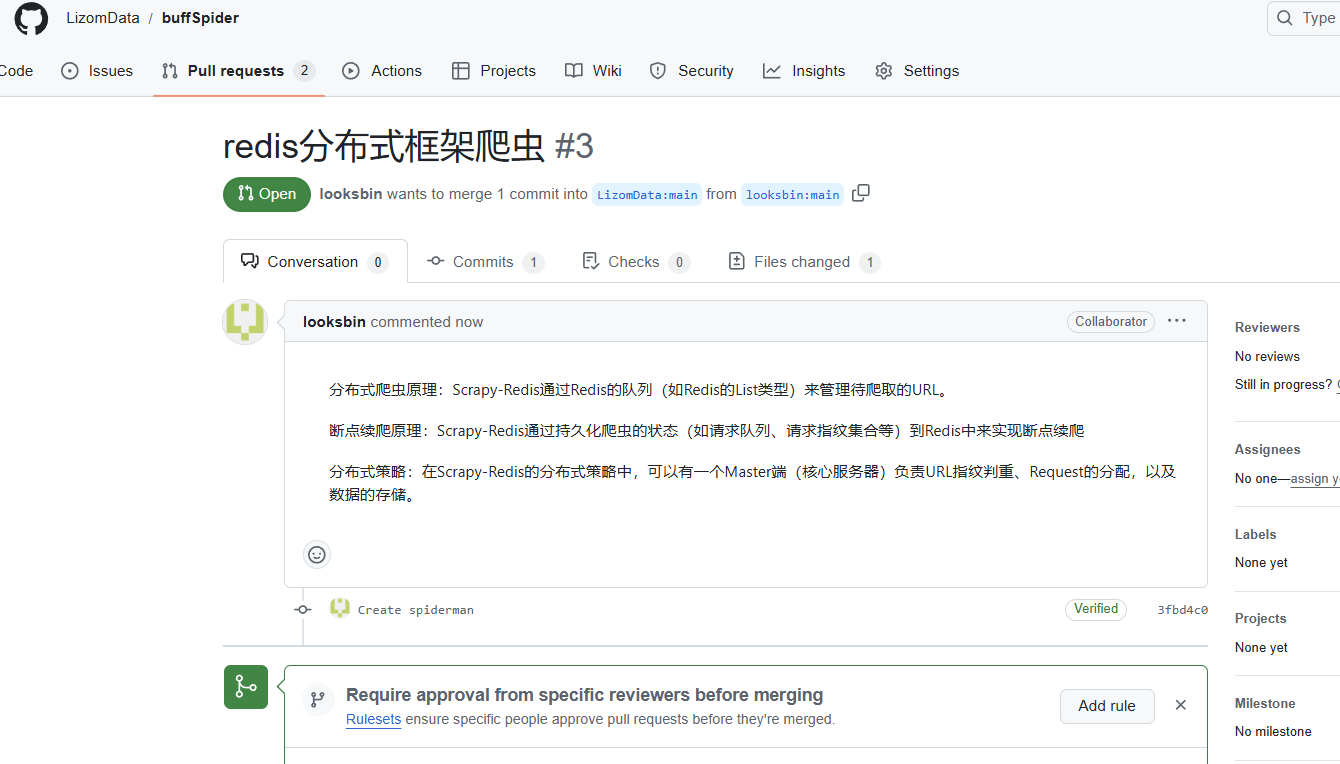 LizomData / buffSpider
Type
Code Issues Pull requests 2 Actions Projects Wiki Security Insights Settings
redis分布式框架爬虫 #3
Open looksbin wants to merge 1 commit into LizomData:main from looksbin:main
Conversation 0 Commits 1 Checks 0 Files changed 1
looksbin commented now Collaborator
分布式爬虫原理：Scrapy-Redis通过Redis的队列（如Redis的List类型）来管理待爬取的URL。
断点续爬原理：Scrapy-Redis通过持久化爬虫的状态（如请求队列、请求指纹集合等）到Redis中来实现断点续爬
分布式策略：在Scrapy-Redis的分布式策略中，可以有一个Master端（核心服务器）负责URL指纹判重、Request的分配，以及
数据的存储。
Create spiderman Verified 3fbd4c0
Require approval from specific reviewers before merging
Rulesets ensure specific people approve pull requests before they're merged.
Add rule
Reviewers
No reviews
Still in progress?
Assignees
No one—assign y
Labels
None yet
Projects
None yet
Milestone
No milestone